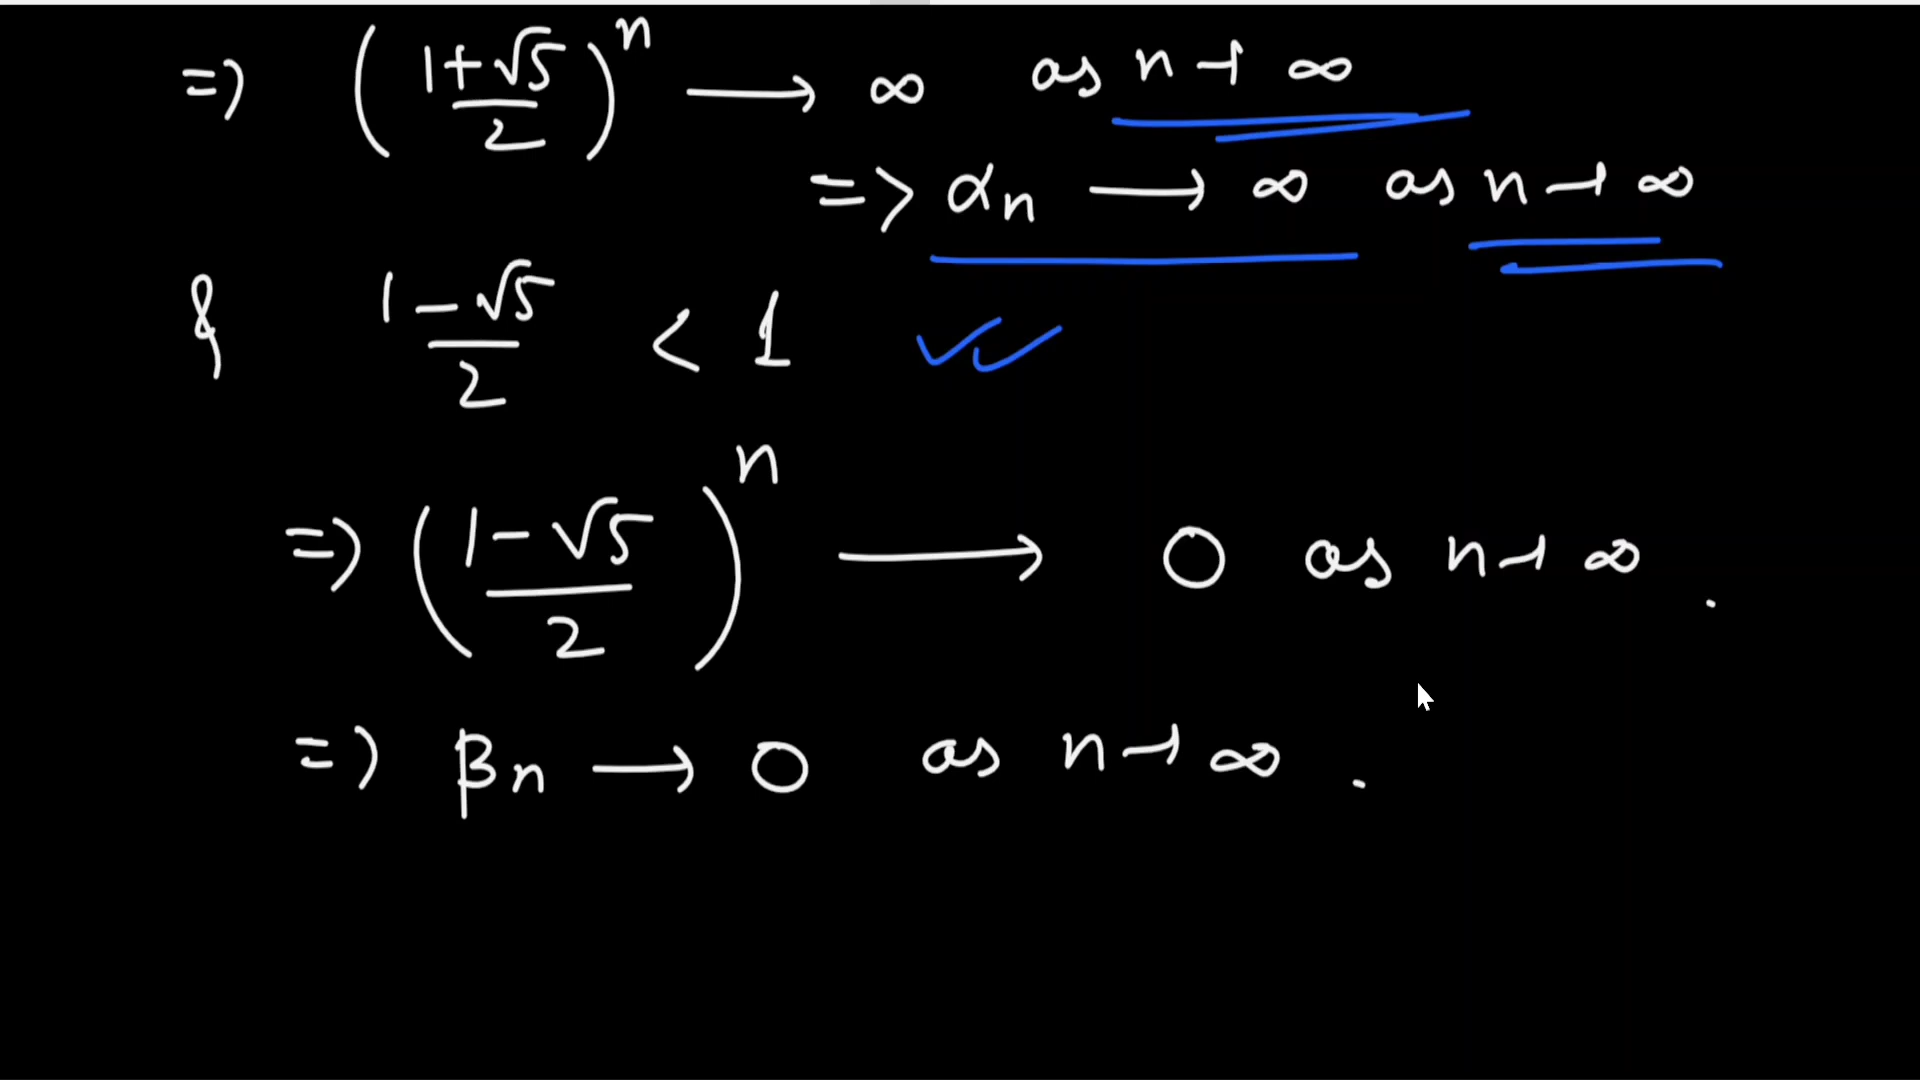 => ((1+√5)/2)^n ⟶ ∞ as n→∞
=> αn ⟶ ∞ as n→∞
& (1-√5)/2 < 1
=> ((1-√5)/2)^n ⟶ 0 as n→∞.
=> βn ⟶ 0 as n→∞.